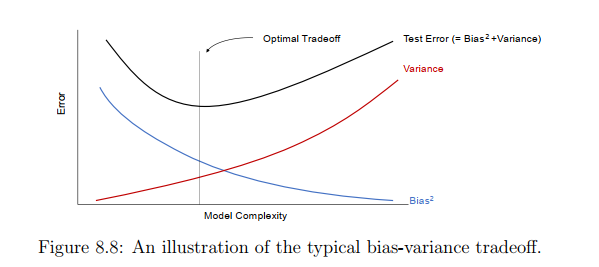 Optimal Tradeoff
Test Error (= Bias² +Variance)
Variance
Error
Bias²
Model Complexity
Figure 8.8: An illustration of the typical bias-variance tradeoff.